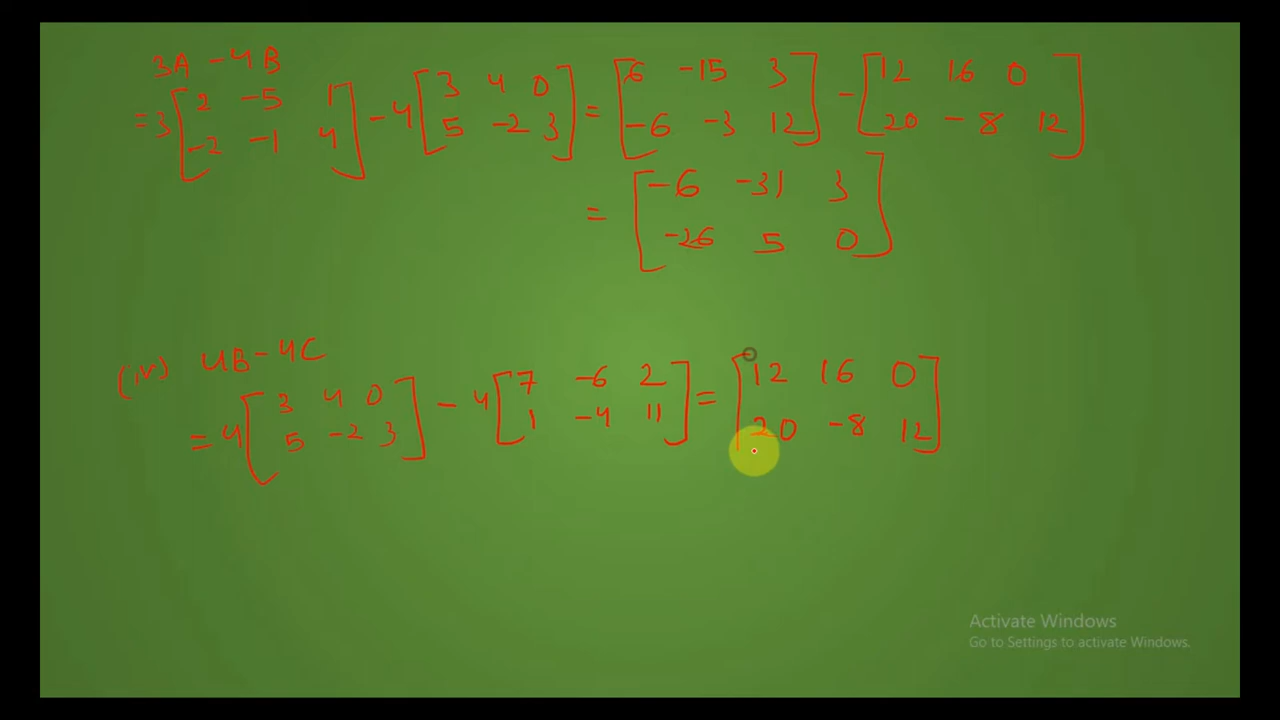 3A - 4B
= 3 [ 2 -5 1 ] - 4 [ 3 4 0 ] = [ 6 -15 3 ] - [ 12 16 0 ]
[ -2 -1 4 ] [ 5 -2 3 ] [ -6 -3 12 ] [ 20 -8 12 ]
= [ -6 -31 3 ]
[ -26 5 0 ]
(iv) 4B - 4C
= 4 [ 3 4 0 ] - 4 [ 7 -6 2 ] = [ 12 16 0 ]
[ 5 -2 3 ] [ 1 -4 11 ] [ 20 -8 12 ]
Activate Windows
Go to Settings to activate Windows.